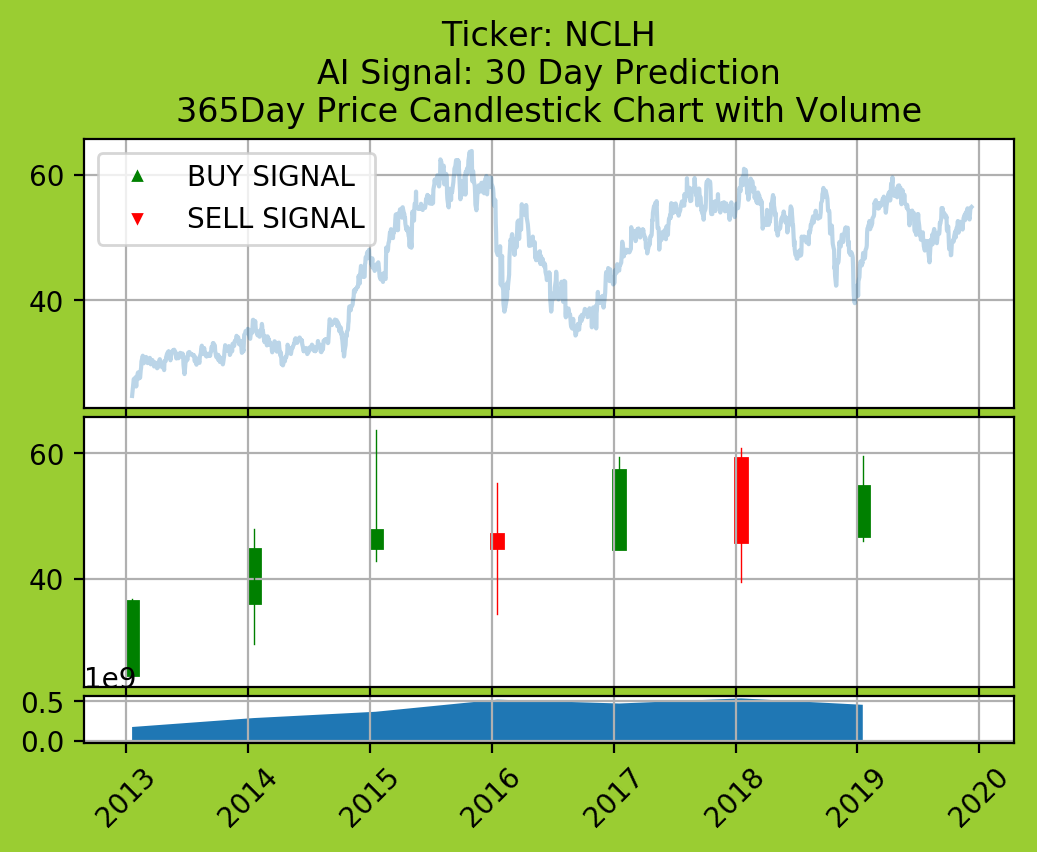 Ticker: NCLH
AI Signal: 30 Day Prediction
365Day Price Candlestick Chart with Volume
BUY SIGNAL
SELL SIGNAL
60
40
60
40
1e9
0.5
0.0
2013 2014 2015 2016 2017 2018 2019 2020